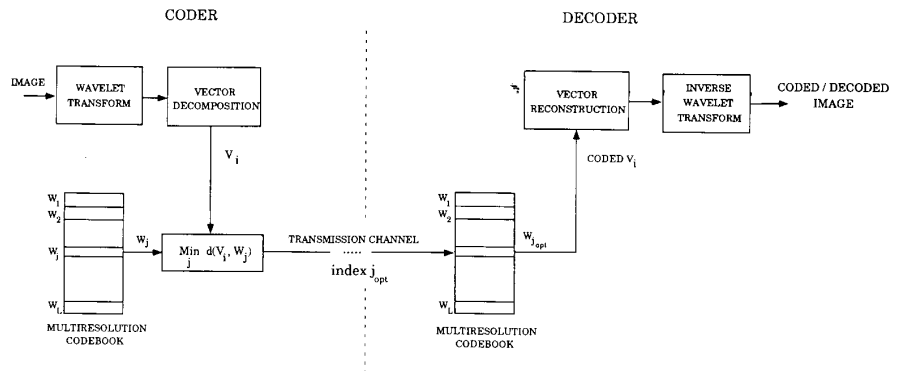 CODER
DECODER
IMAGE
WAVELET
TRANSFORM
VECTOR
DECOMPOSITION
VECTOR
RECONSTRUCTION
INVERSE
WAVELET
TRANSFORM
CODED / DECODED
IMAGE
V_i
CODED V_i
W_1
W_2
W_j
W_L
W_j
Min d(V_i, W_j)
j
TRANSMISSION CHANNEL
.....
index j_opt
W_1
W_2
W_j
W_L
W_j_opt
MULTIRESOLUTION
CODEBOOK
MULTIRESOLUTION
CODEBOOK